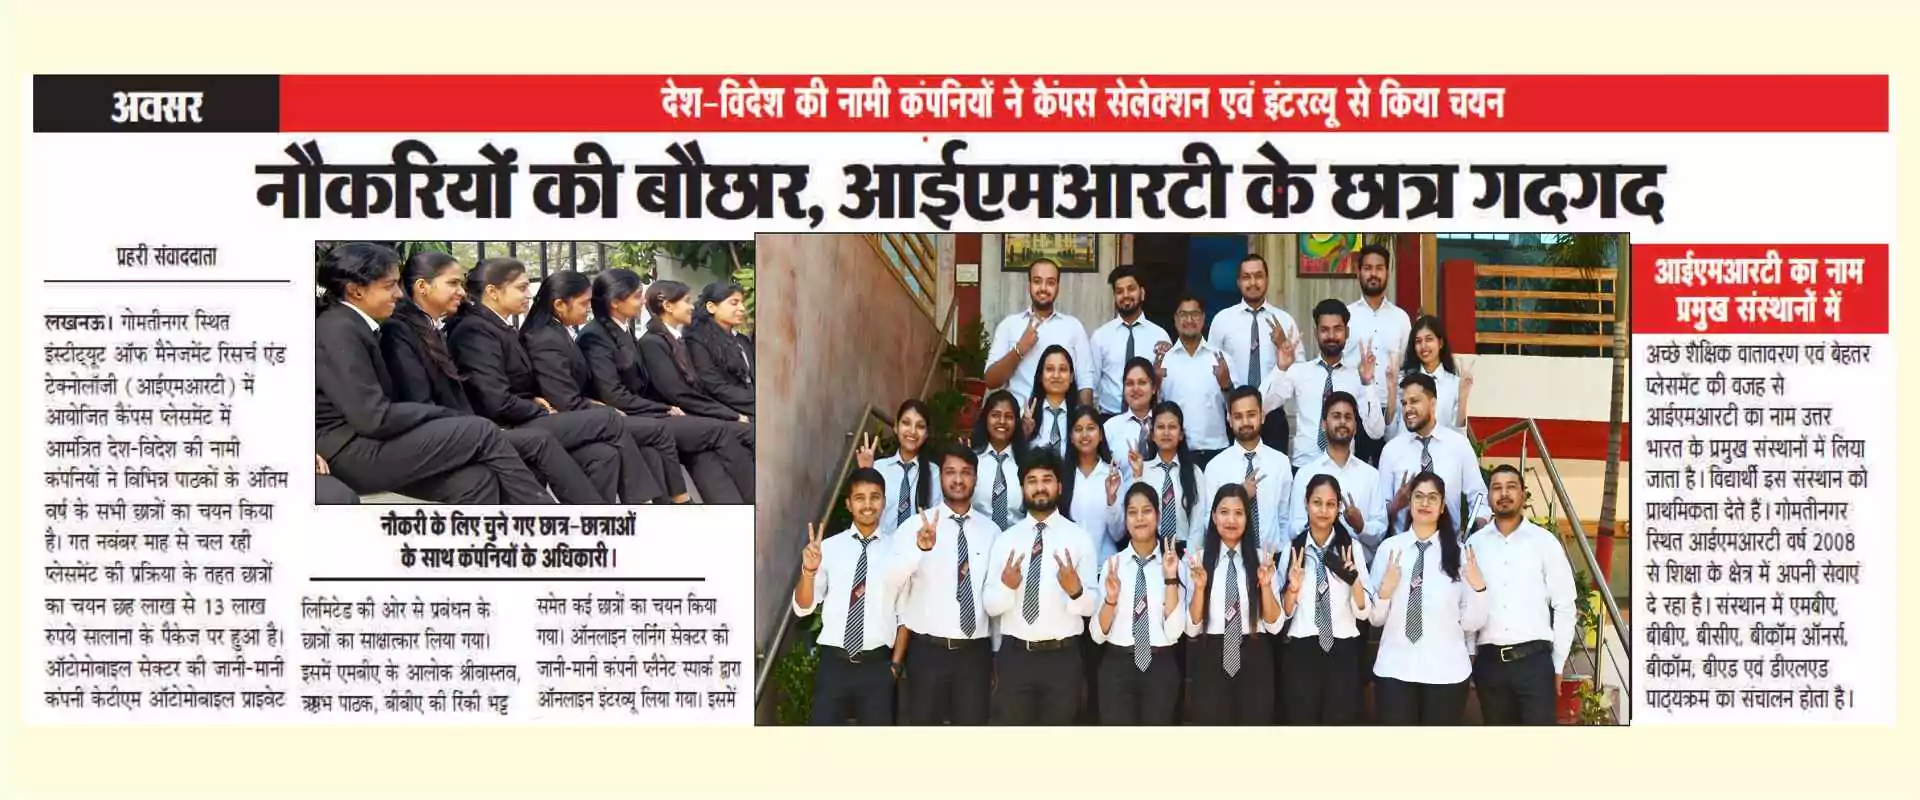 अवसर
देश-विदेश की नामी कंपनियों ने कैंपस सेलेक्शन एवं इंटरव्यू से किया चयन
नौकरियों की बौछार, आईएमआरटी के छात्र गदगद
प्रहरी संवाददाता
लखनऊ। गोमतीनगर स्थित
इंस्टीट्यूट ऑफ मैनेजमेंट रिसर्च एंड
टेक्नोलॉजी (आईएमआरटी) में
आयोजित कैंपस प्लेसमेंट में
आमंत्रित देश-विदेश की नामी
कंपनियों ने विभिन्न पाठकों के अंतिम
वर्ष के सभी छात्रों का चयन किया
है। गत नवंबर माह से चल रही
प्लेसमेंट की प्रक्रिया के तहत छात्रों
का चयन छह लाख से 13 लाख
रुपये सालाना के पैकेज पर हुआ है।
ऑटोमोबाइल सेक्टर की जानी-मानी
कंपनी केटीएम ऑटोमोबाइल प्राइवेट
नौकरी के लिए चुने गए छात्र-छात्राओं
के साथ कंपनियों के अधिकारी।
लिमिटेड की ओर से प्रबंधन के
छात्रों का साक्षात्कार लिया गया।
इसमें एमबीए के आलोक श्रीवास्तव,
ऋषभ पाठक, बीबीए की रिंकी भट्ट
समेत कई छात्रों का चयन किया
गया। ऑनलाइन लर्निग सेक्टर की
जानी-मानी कंपनी प्लैनेट स्पार्क द्वारा
ऑनलाइन इंटरव्यू लिया गया। इसमें
आईएमआरटी का नाम
प्रमुख संस्थानों में
अच्छे शैक्षिक वातावरण एवं बेहतर
प्लेसमेंट की वजह से
आईएमआरटी का नाम उत्तर
भारत के प्रमुख संस्थानों में लिया
जाता है। विद्यार्थी इस संस्थान को
प्राथमिकता देते हैं। गोमतीनगर
स्थित आईएमआरटी वर्ष 2008
से शिक्षा के क्षेत्र में अपनी सेवाएं
दे रहा है। संस्थान में एमबीए,
बीबीए, बीसीए, बीकॉम ऑनर्स,
बीकॉम, बीएड एवं डीएलएड
पाठ्यक्रम का संचालन होता है।